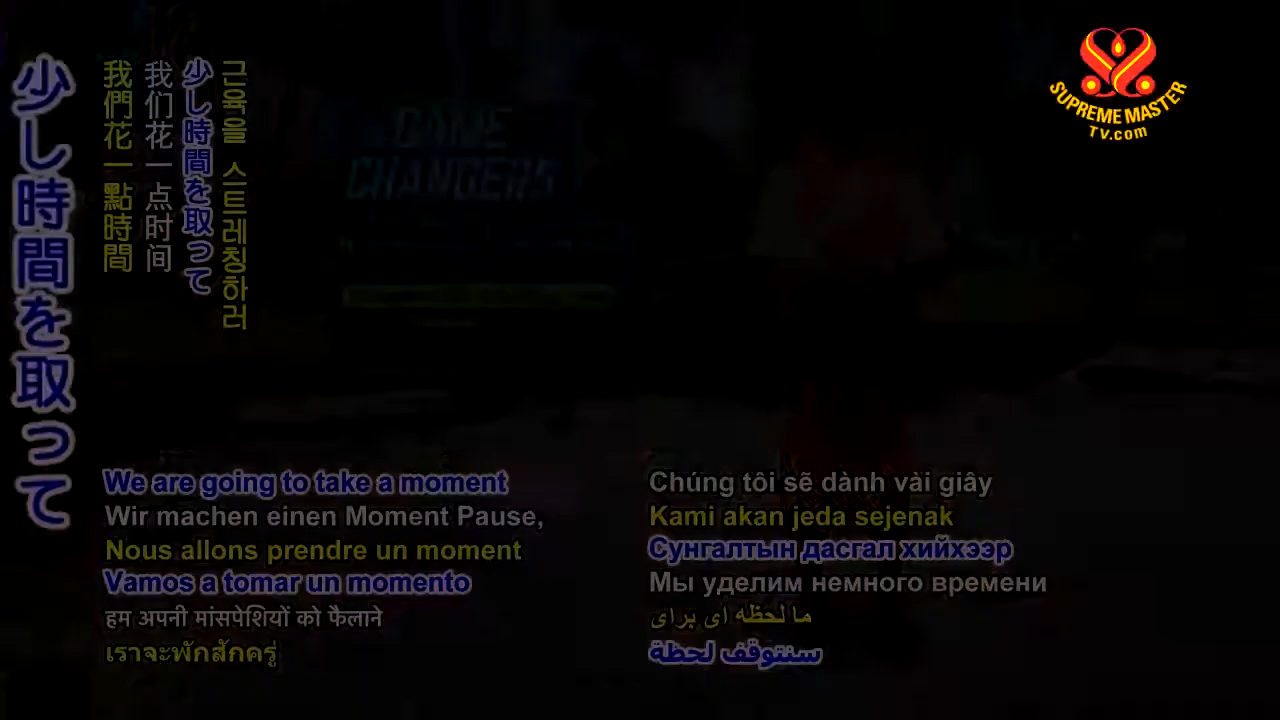 少し時間を取って
我們花一點時間
我们花一点时间
少し時間を取って
근육을 스트레칭하러
GAME
CHANGERS
SUPREME MASTER
TV.com
We are going to take a moment
Wir machen einen Moment Pause,
Nous allons prendre un moment
Vamos a tomar un momento
हम अपनी मांसपेशियों को फैलाने
เราจะพักสักครู่
Chúng tôi sẽ dành vài giây
Kami akan jeda sejenak
Сунгалтын дасгал хийхээр
Мы уделим немного времени
ما لحظه ای برای
سنتوقف لحظة